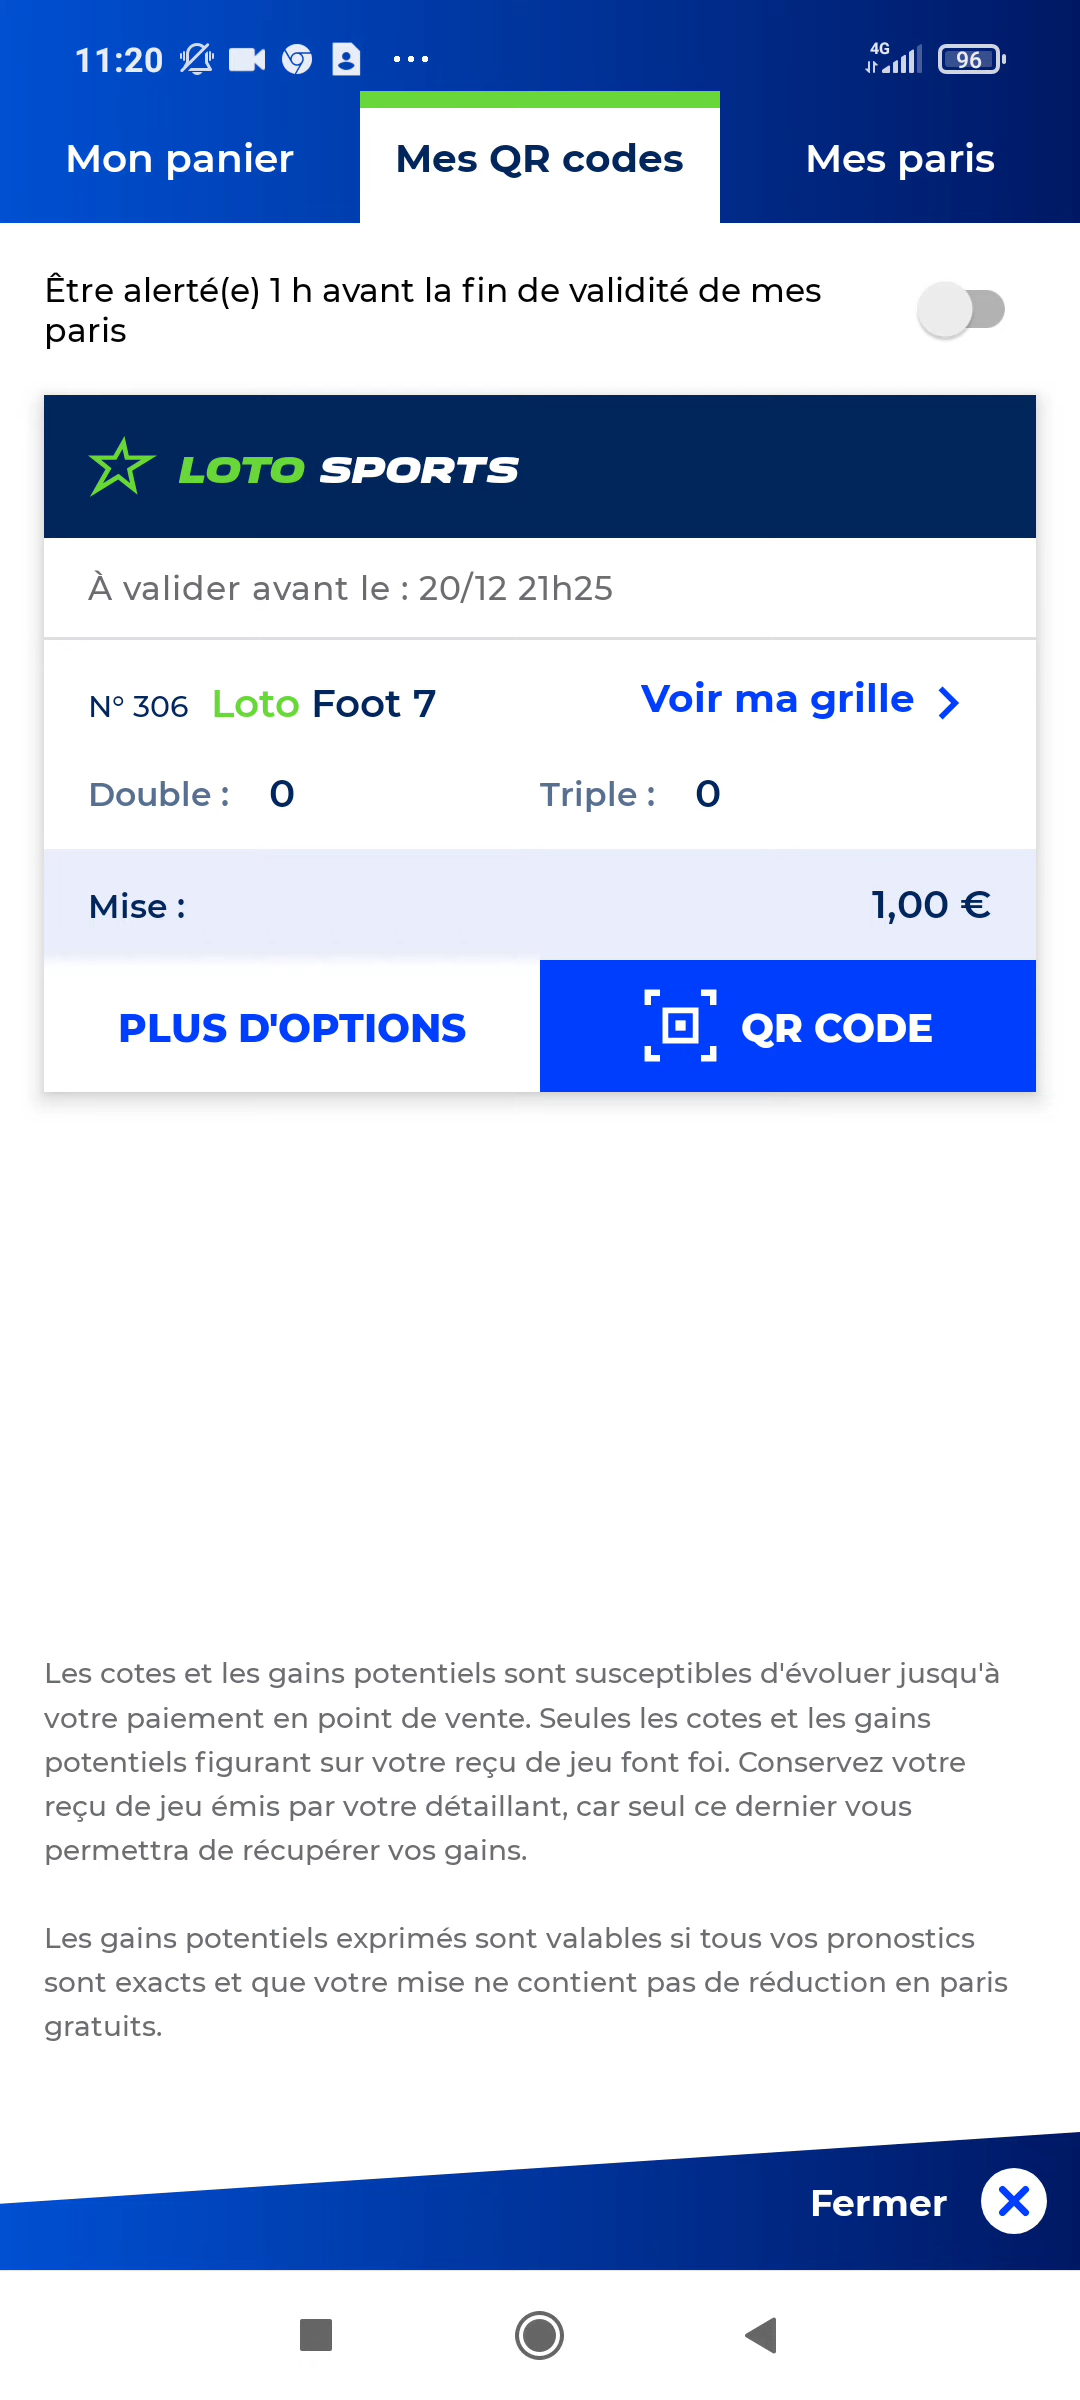 11:20
4G
96
Mon panier
Mes QR codes
Mes paris
Être alerté(e) 1 h avant la fin de validité de mes
paris
LOTO SPORTS
À valider avant le : 20/12 21h25
N° 306 Loto Foot 7
Voir ma grille
Double : 0
Triple : 0
Mise :
1,00 €
PLUS D'OPTIONS
QR CODE
Les cotes et les gains potentiels sont susceptibles d'évoluer jusqu'à
votre paiement en point de vente. Seules les cotes et les gains
potentiels figurant sur votre reçu de jeu font foi. Conservez votre
reçu de jeu émis par votre détaillant, car seul ce dernier vous
permettra de récupérer vos gains.
Les gains potentiels exprimés sont valables si tous vos pronostics
sont exacts et que votre mise ne contient pas de réduction en paris
gratuits.
Fermer